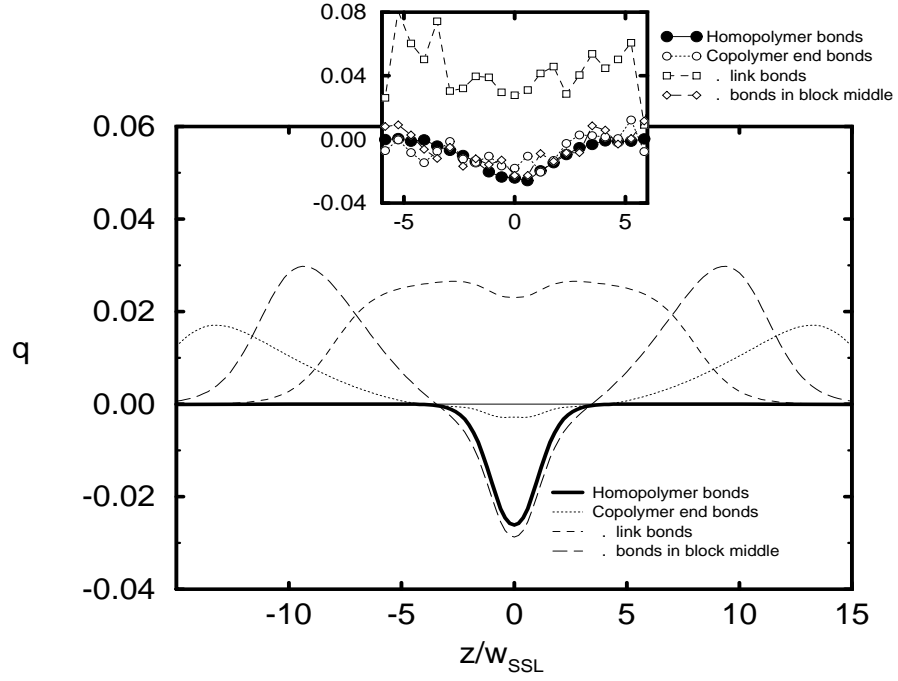 0.08
0.04
0.00
-0.04
-5
0
5
Homopolymer bonds
Copolymer end bonds
. link bonds
. bonds in block middle
0.06
0.04
0.02
0.00
-0.02
-0.04
q
Homopolymer bonds
Copolymer end bonds
. link bonds
. bonds in block middle
-10
-5
0
5
10
15
z/w_SSL